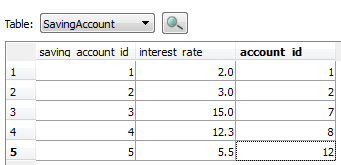 Table: SavingAccount
saving_account_id interest_rate account_id
1 1 2.0 1
2 2 3.0 2
3 3 15.0 7
4 4 12.3 8
5 5 5.5 12